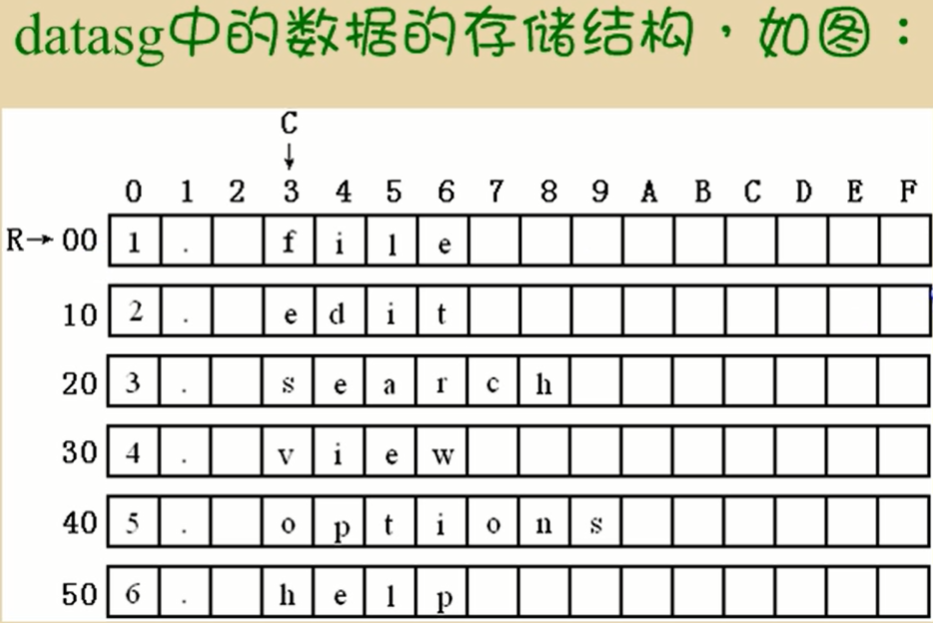 datasg中的数据的存储结构，如图：
C
↓
0 1 2 3 4 5 6 7 8 9 A B C D E F
R→00 1 . f i l e
10 2 . e d i t
20 3 . s e a r c h
30 4 . v i e w
40 5 . o p t i o n s
50 6 . h e l p